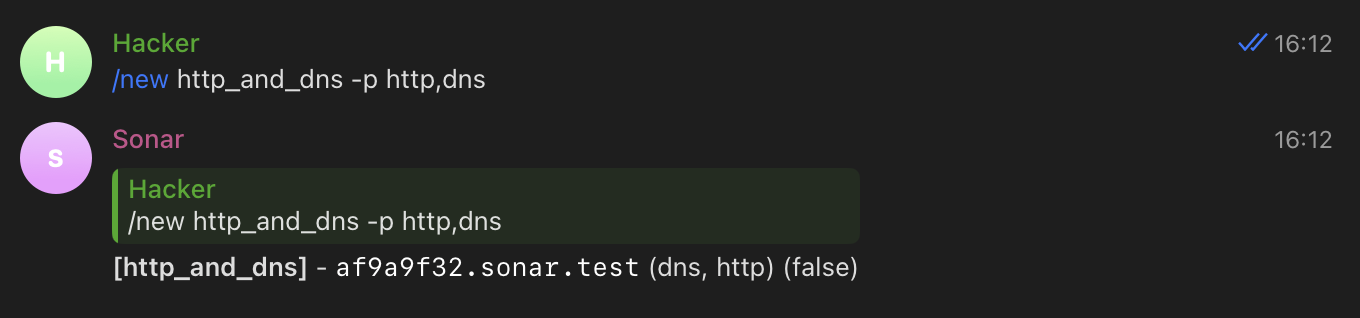 H
Hacker
16:12
/new http_and_dns -p http,dns
S
Sonar
16:12
Hacker
/new http_and_dns -p http,dns
[http_and_dns] - af9a9f32.sonar.test (dns, http) (false)